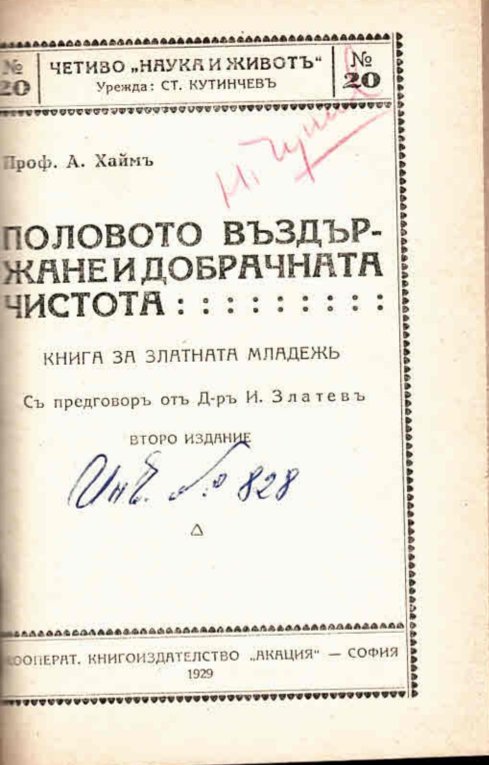 № 20
ЧЕТИВО „НАУКА И ЖИВОТЪ“
Урежда: СТ. КУТИНЧЕВЪ
№ 20
Проф. А. Хаймъ
ПОЛОВОТО ВЪЗДЪР-
ЖАНЕ И ДОБРАЧНАТА
ЧИСТОТА : : : : : : : : :
КНИГА ЗА ЗЛАТНАТА МЛАДЕЖЬ
Съ предговоръ отъ Д-ръ И. Златевъ
ВТОРО ИЗДАНИЕ
Инв. № 828
КООПЕРАТ. КНИГОИЗДАТЕЛСТВО „АКАЦИЯ“ — СОФИЯ
1929